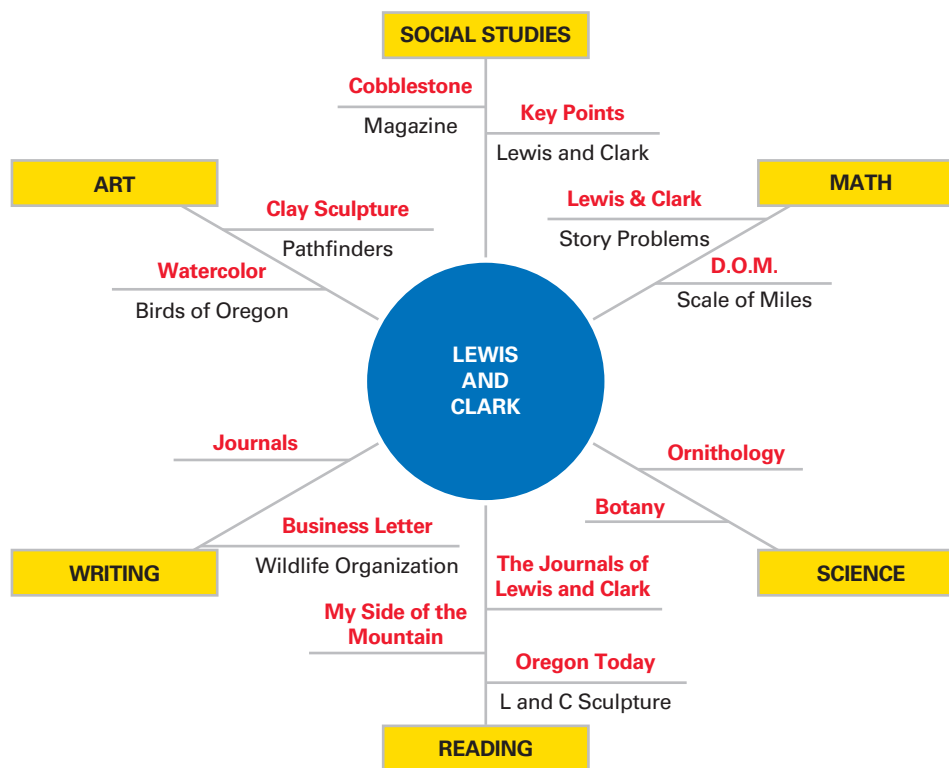 SOCIAL STUDIES
Cobblestone
Magazine
Key Points
Lewis and Clark
ART
Clay Sculpture
Pathfinders
Watercolor
Birds of Oregon
MATH
Lewis & Clark
Story Problems
D.O.M.
Scale of Miles
LEWIS
AND
CLARK
Journals
Business Letter
Wildlife Organization
WRITING
Ornithology
Botany
SCIENCE
The Journals of
Lewis and Clark
My Side of the
Mountain
Oregon Today
L and C Sculpture
READING